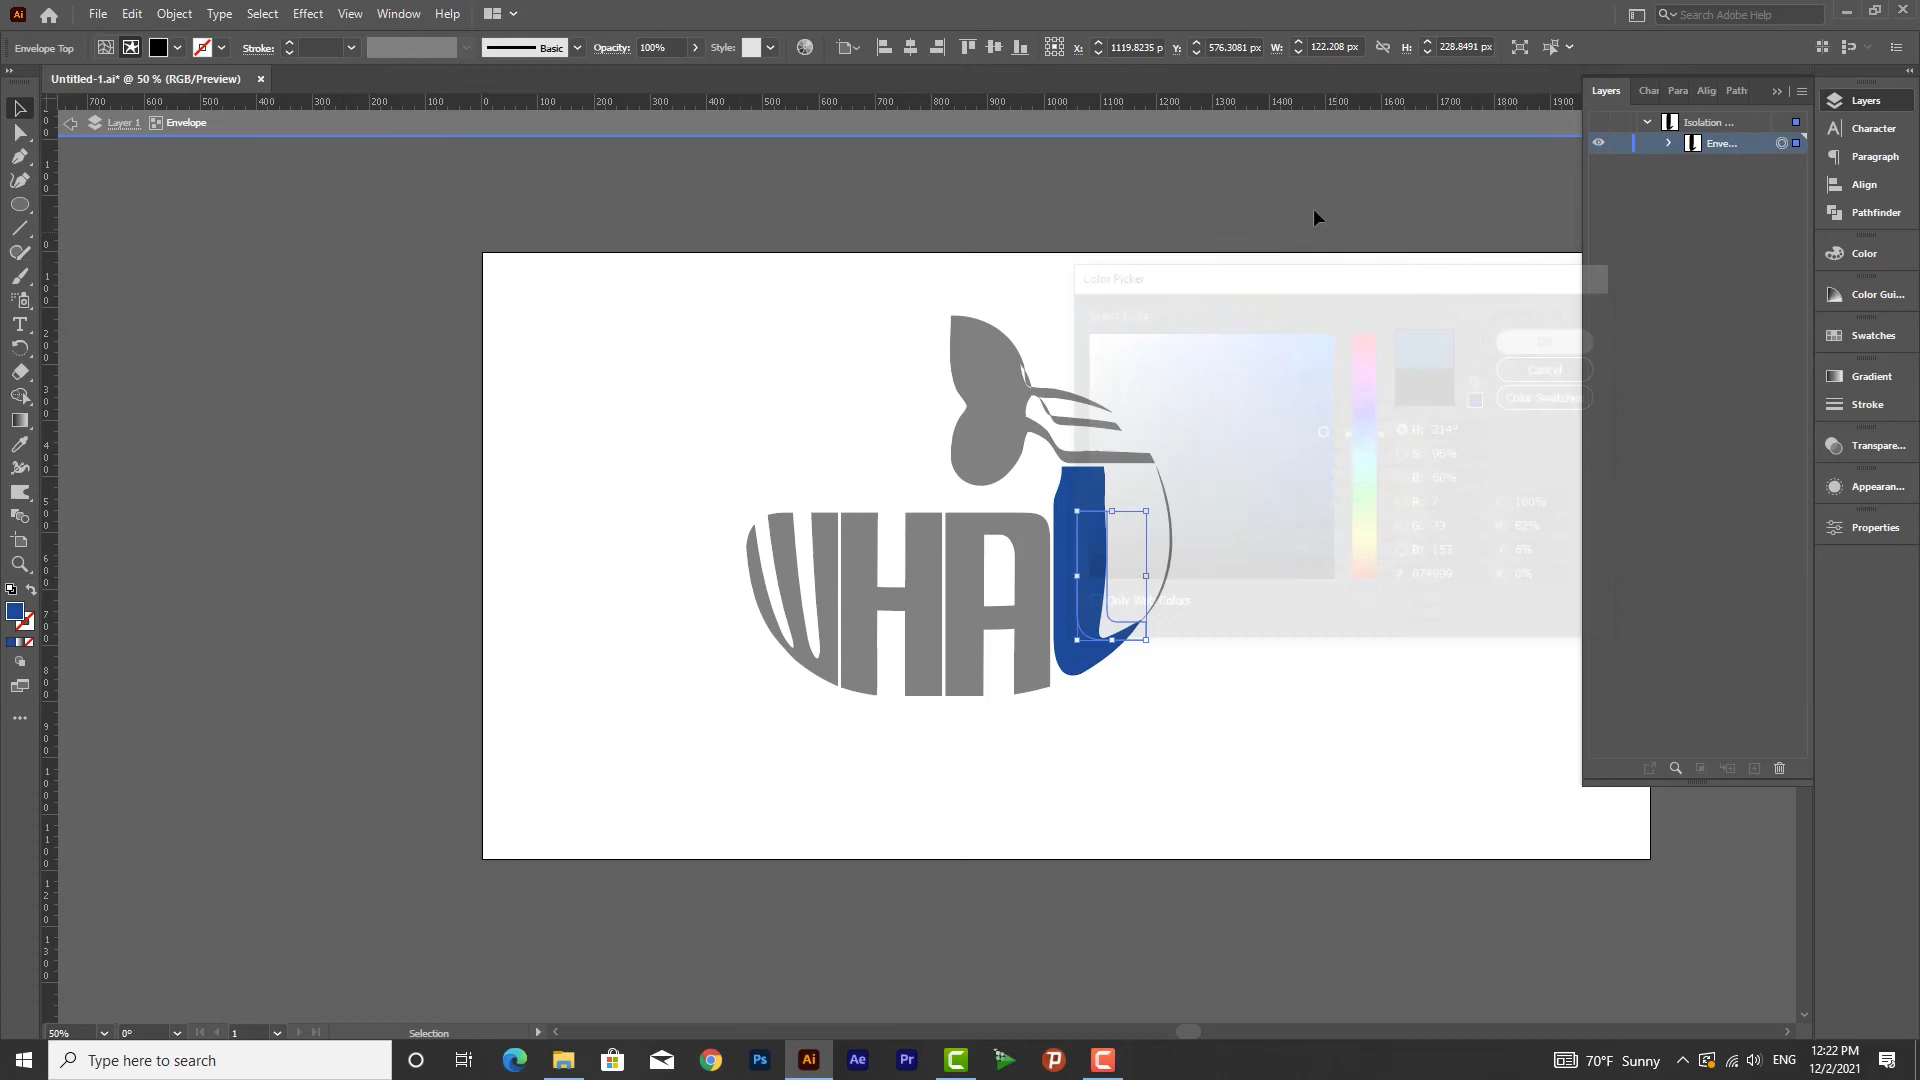 Ai File Edit Object Type Select Effect View Window Help Search Adobe Help
Envelope Top Stroke: Basic Opacity: 100% Style: X: 1119.8235 p Y: 576.3081 px W: 122.208 px H: 228.8491 px
Untitled-1.ai* @ 50 % (RGB/Preview)
700 600 500 400 300 200 100 0 100 200 300 400 500 600 700 800 900 1000 1100 1200 1300 1400 1500 1600 1700 1800 1900
Layer 1 Envelope
Layers Char Para Alig Path
Isolation ...
Enve...
Layers
Character
Paragraph
Align
Pathfinder
Color
Color Gui...
Swatches
Gradient
Stroke
Transpare...
Appearan...
Properties
Color Picker
Select Color:
OK
Cancel
Color Swatches
H: 214°
S: 96%
B: 60%
R: 7
G: 73
B: 153
K: 0%
# 074999
Only Web Colors
WHAL
50% 0° 1 Selection
Type here to search
Ps Ai Ae Pr
70°F Sunny ENG 12:22 PM
12/2/2021